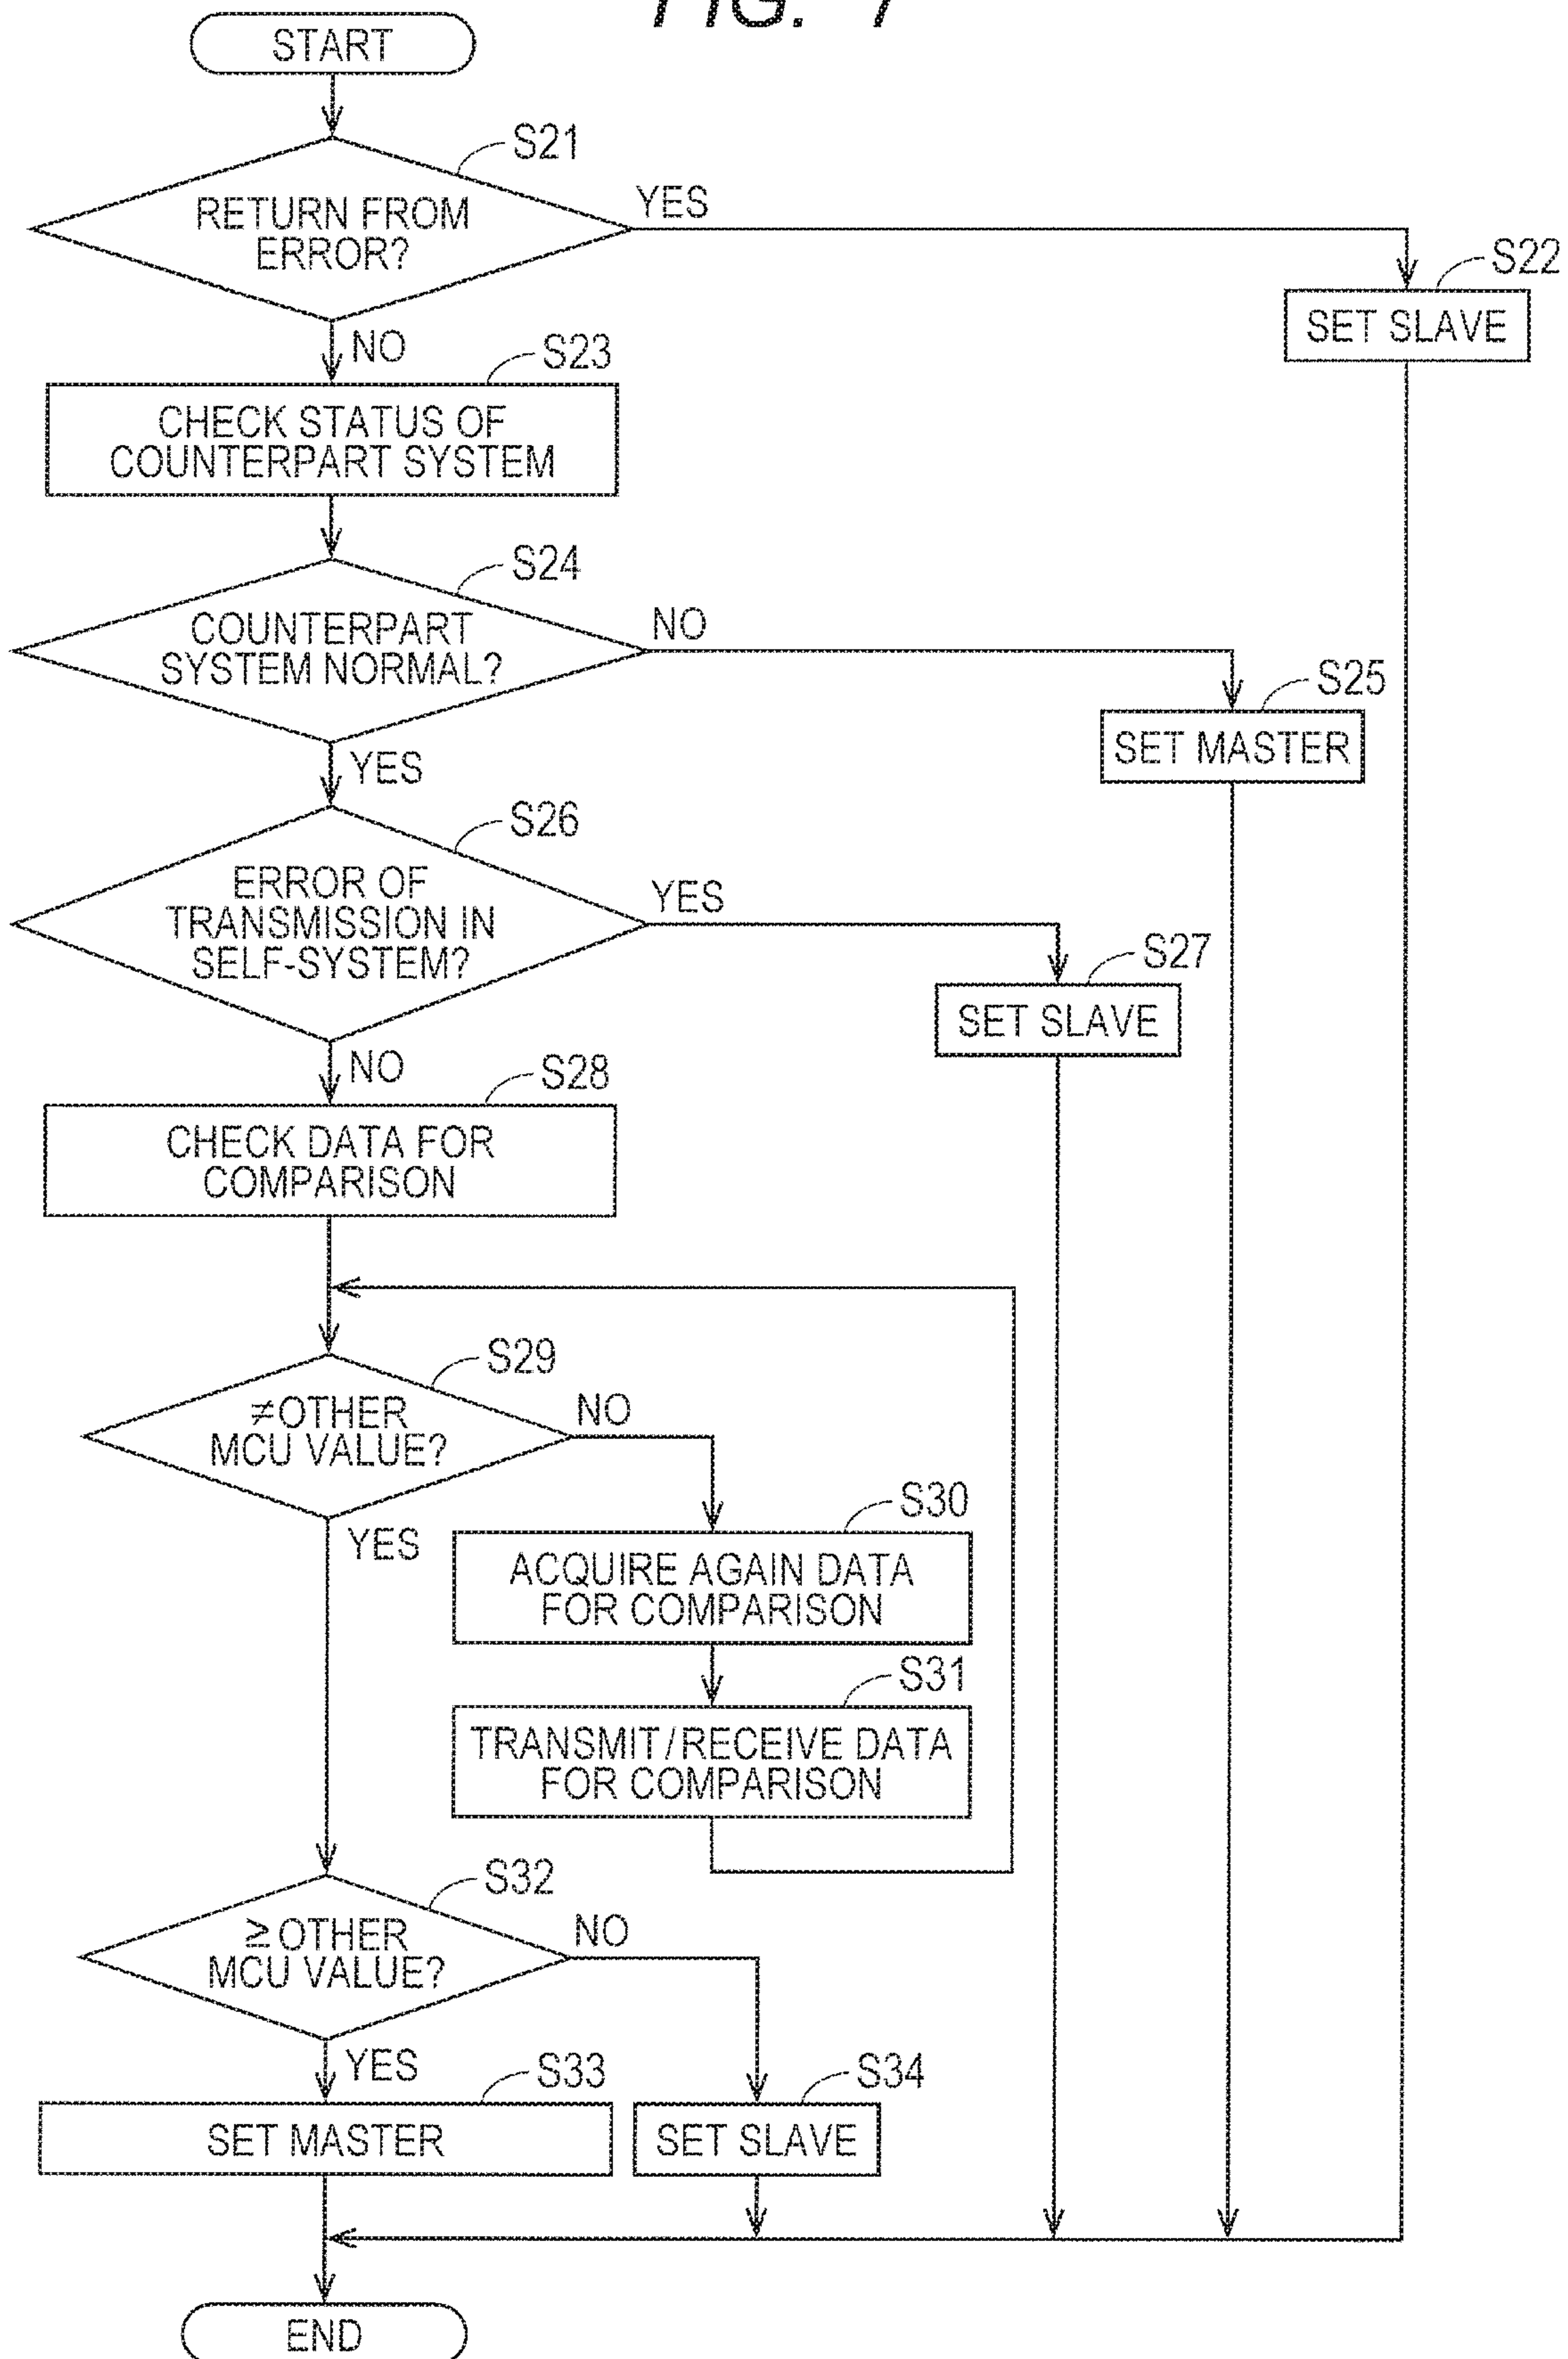 FIG. 7
START
S21
RETURN FROM
ERROR?
YES
S22
SET SLAVE
NO
S23
CHECK STATUS OF
COUNTERPART SYSTEM
S24
COUNTERPART
SYSTEM NORMAL?
NO
S25
SET MASTER
YES
S26
ERROR OF
TRANSMISSION IN
SELF-SYSTEM?
YES
S27
SET SLAVE
NO
S28
CHECK DATA FOR
COMPARISON
S29
≠OTHER
MCU VALUE?
NO
S30
YES
ACQUIRE AGAIN DATA
FOR COMPARISON
S31
TRANSMIT/RECEIVE DATA
FOR COMPARISON
S32
≥OTHER
MCU VALUE?
NO
YES
S33
SET MASTER
S34
SET SLAVE
END